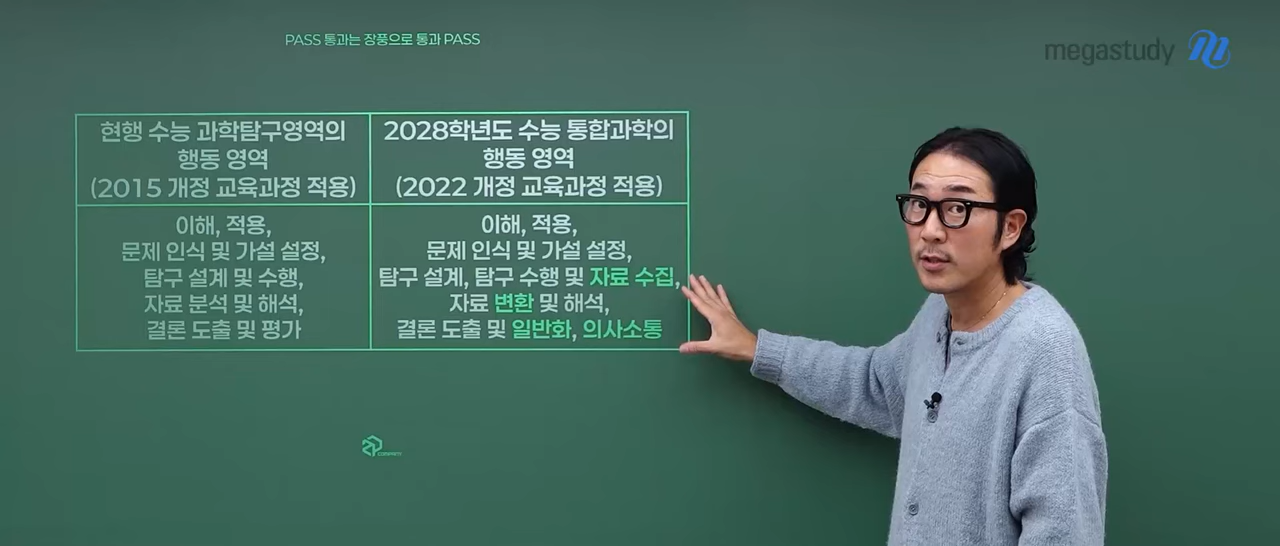 PASS 통과는 장풍으로 통과 PASS
megastudy
현행 수능 과학탐구영역의
행동 영역
(2015 개정 교육과정 적용)
2028학년도 수능 통합과학의
행동 영역
(2022 개정 교육과정 적용)
이해, 적용,
문제 인식 및 가설 설정,
탐구 설계 및 수행,
자료 분석 및 해석,
결론 도출 및 평가
이해, 적용,
문제 인식 및 가설 설정,
탐구 설계, 탐구 수행 및 자료 수집,
자료 변환 및 해석,
결론 도출 및 일반화, 의사소통